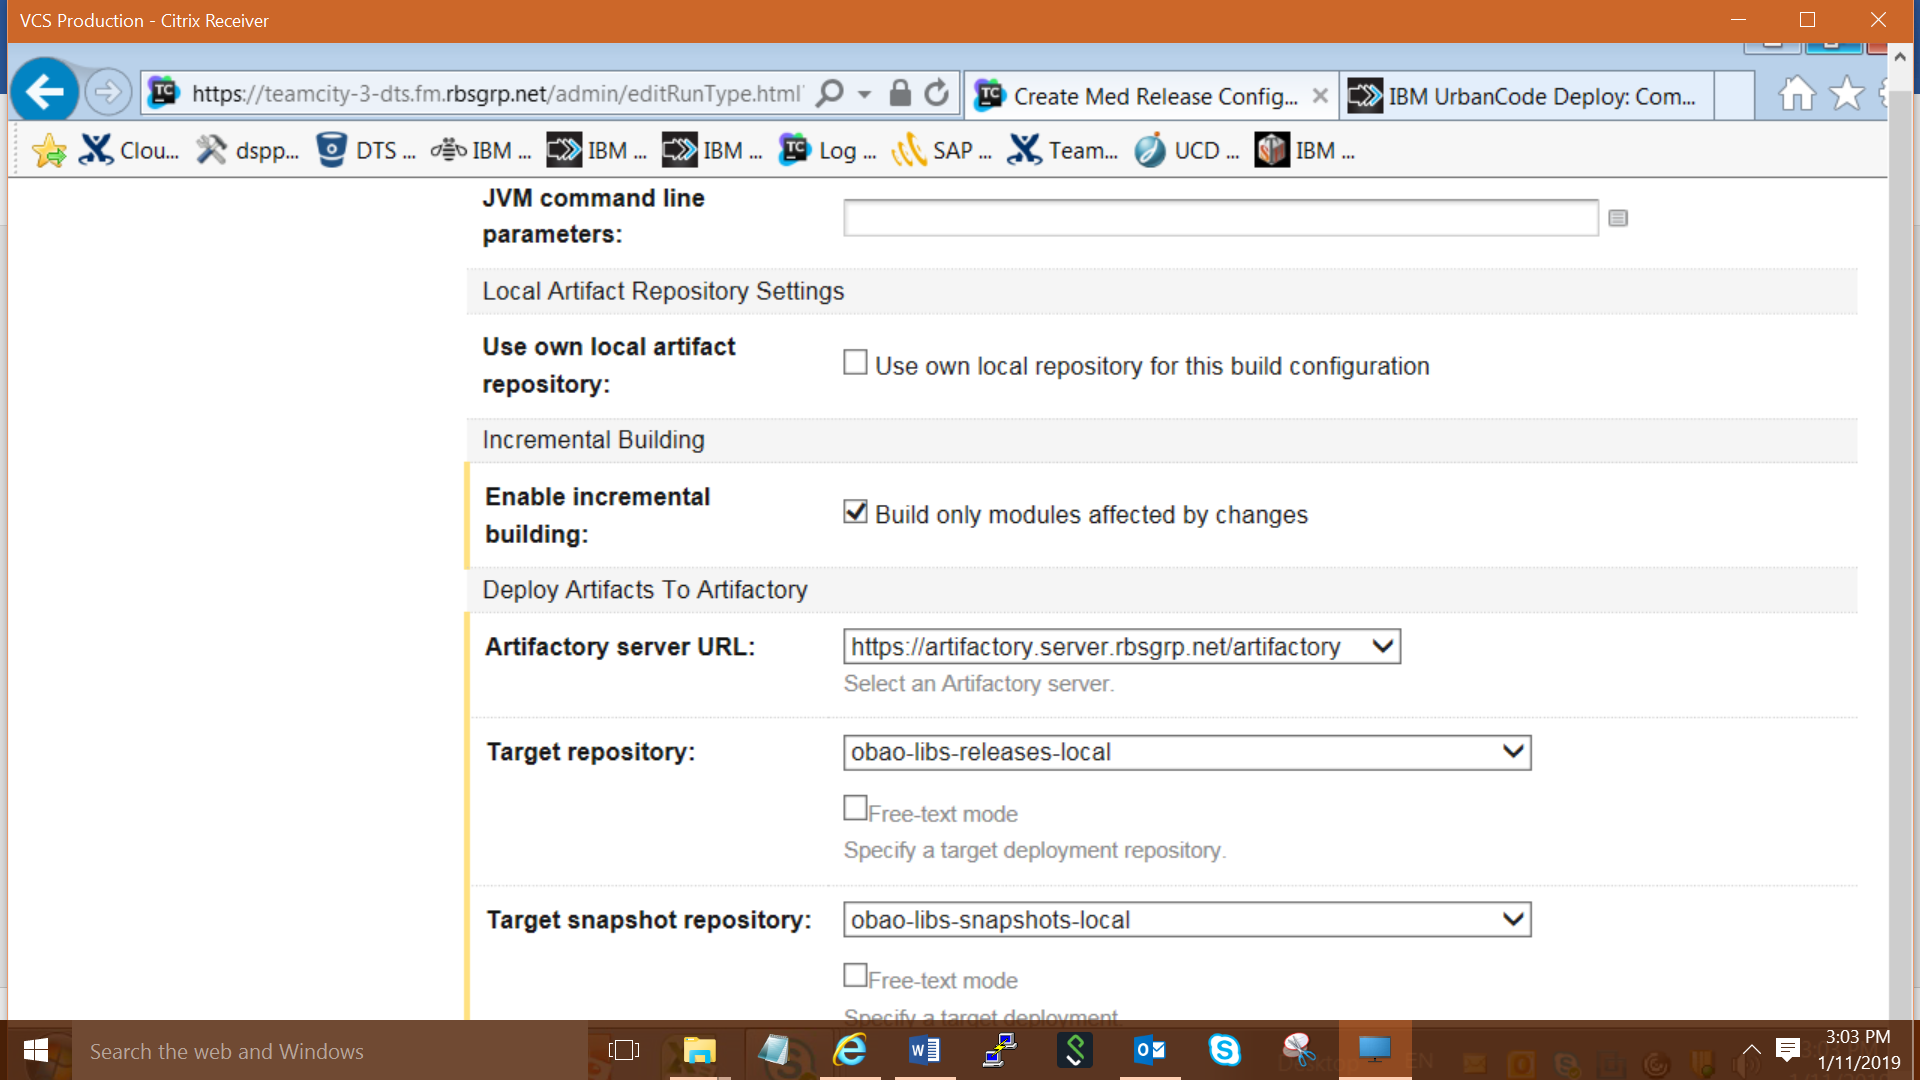 VCS Production - Citrix Receiver
https://teamcity-3-dts.fm.rbsgrp.net/admin/editRunType.html
TC Create Med Release Config...
IBM UrbanCode Deploy: Com...
Clou...
dspp...
DTS ...
IBM ...
IBM ...
IBM ...
TC Log ...
SAP ...
Team...
UCD ...
IBM ...
JVM command line
parameters:
Local Artifact Repository Settings
Use own local artifact
repository:
Use own local repository for this build configuration
Incremental Building
Enable incremental
building:
Build only modules affected by changes
Deploy Artifacts To Artifactory
Artifactory server URL:
https://artifactory.server.rbsgrp.net/artifactory
Select an Artifactory server.
Target repository:
obao-libs-releases-local
Free-text mode
Specify a target deployment repository.
Target snapshot repository:
obao-libs-snapshots-local
Free-text mode
Specify a target deployment
Search the web and Windows
3:03 PM
1/11/2019